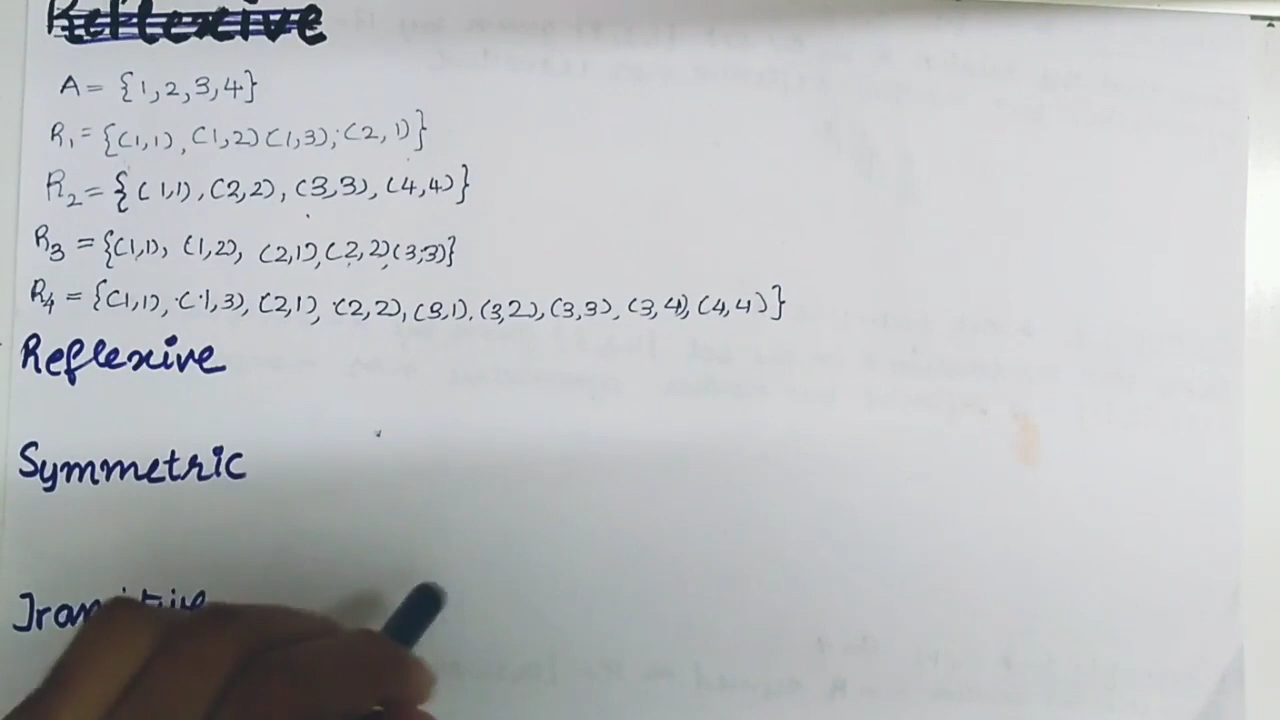 Reflexive
A = {1,2,3,4}
R1 = {(1,1), (1,2) (1,3), (2,1)}
R2 = {(1,1), (2,2), (3,3), (4,4)}
R3 = {(1,1), (1,2), (2,1), (2,2), (3,3)}
R4 = {(1,1), (1,3), (2,1), (2,2), (3,1), (3,2), (3,3), (3,4), (4,4)}
Reflexive
Symmetric